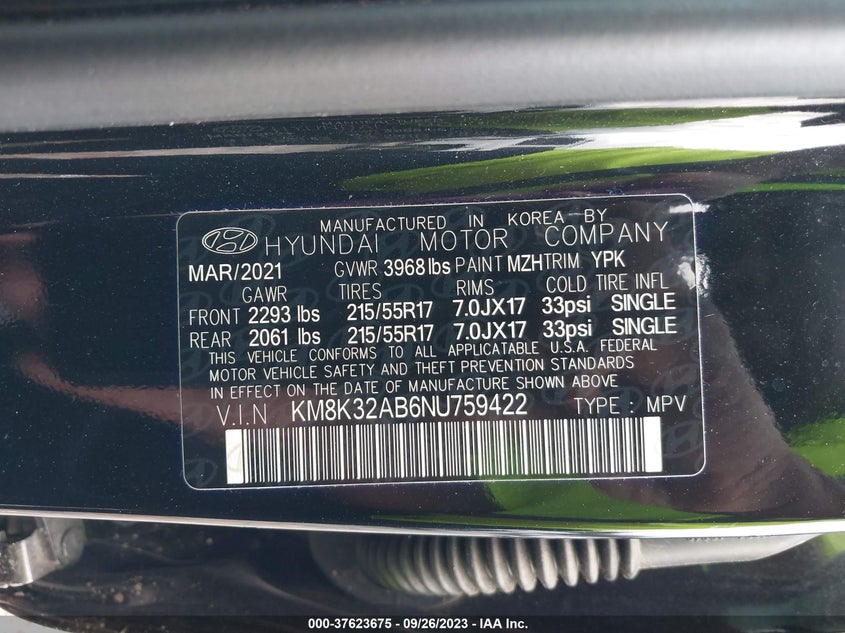 MANUFACTURED IN KOREA-BY
HYUNDAI MOTOR COMPANY
MAR/2021 GVWR 3968lbs PAINT MZH TRIM YPK
GAWR TIRES RIMS COLD TIRE INFL
FRONT 2293 lbs 215/55R17 7.0JX17 33psi SINGLE
REAR 2061 lbs 215/55R17 7.0JX17 33psi SINGLE
THIS VEHICLE CONFORMS TO ALL APPLICATABLE U.S.A. FEDERAL
MOTOR VEHICLE SAFETY AND THEFT PREVENTION STANDARDS
IN EFFECT ON THE DATE OF MANUFACTURE SHOWN ABOVE
V.I.N KM8K32AB6NU759422 TYPE : MPV
000-37623675 - 09/26/2023 - IAA Inc.